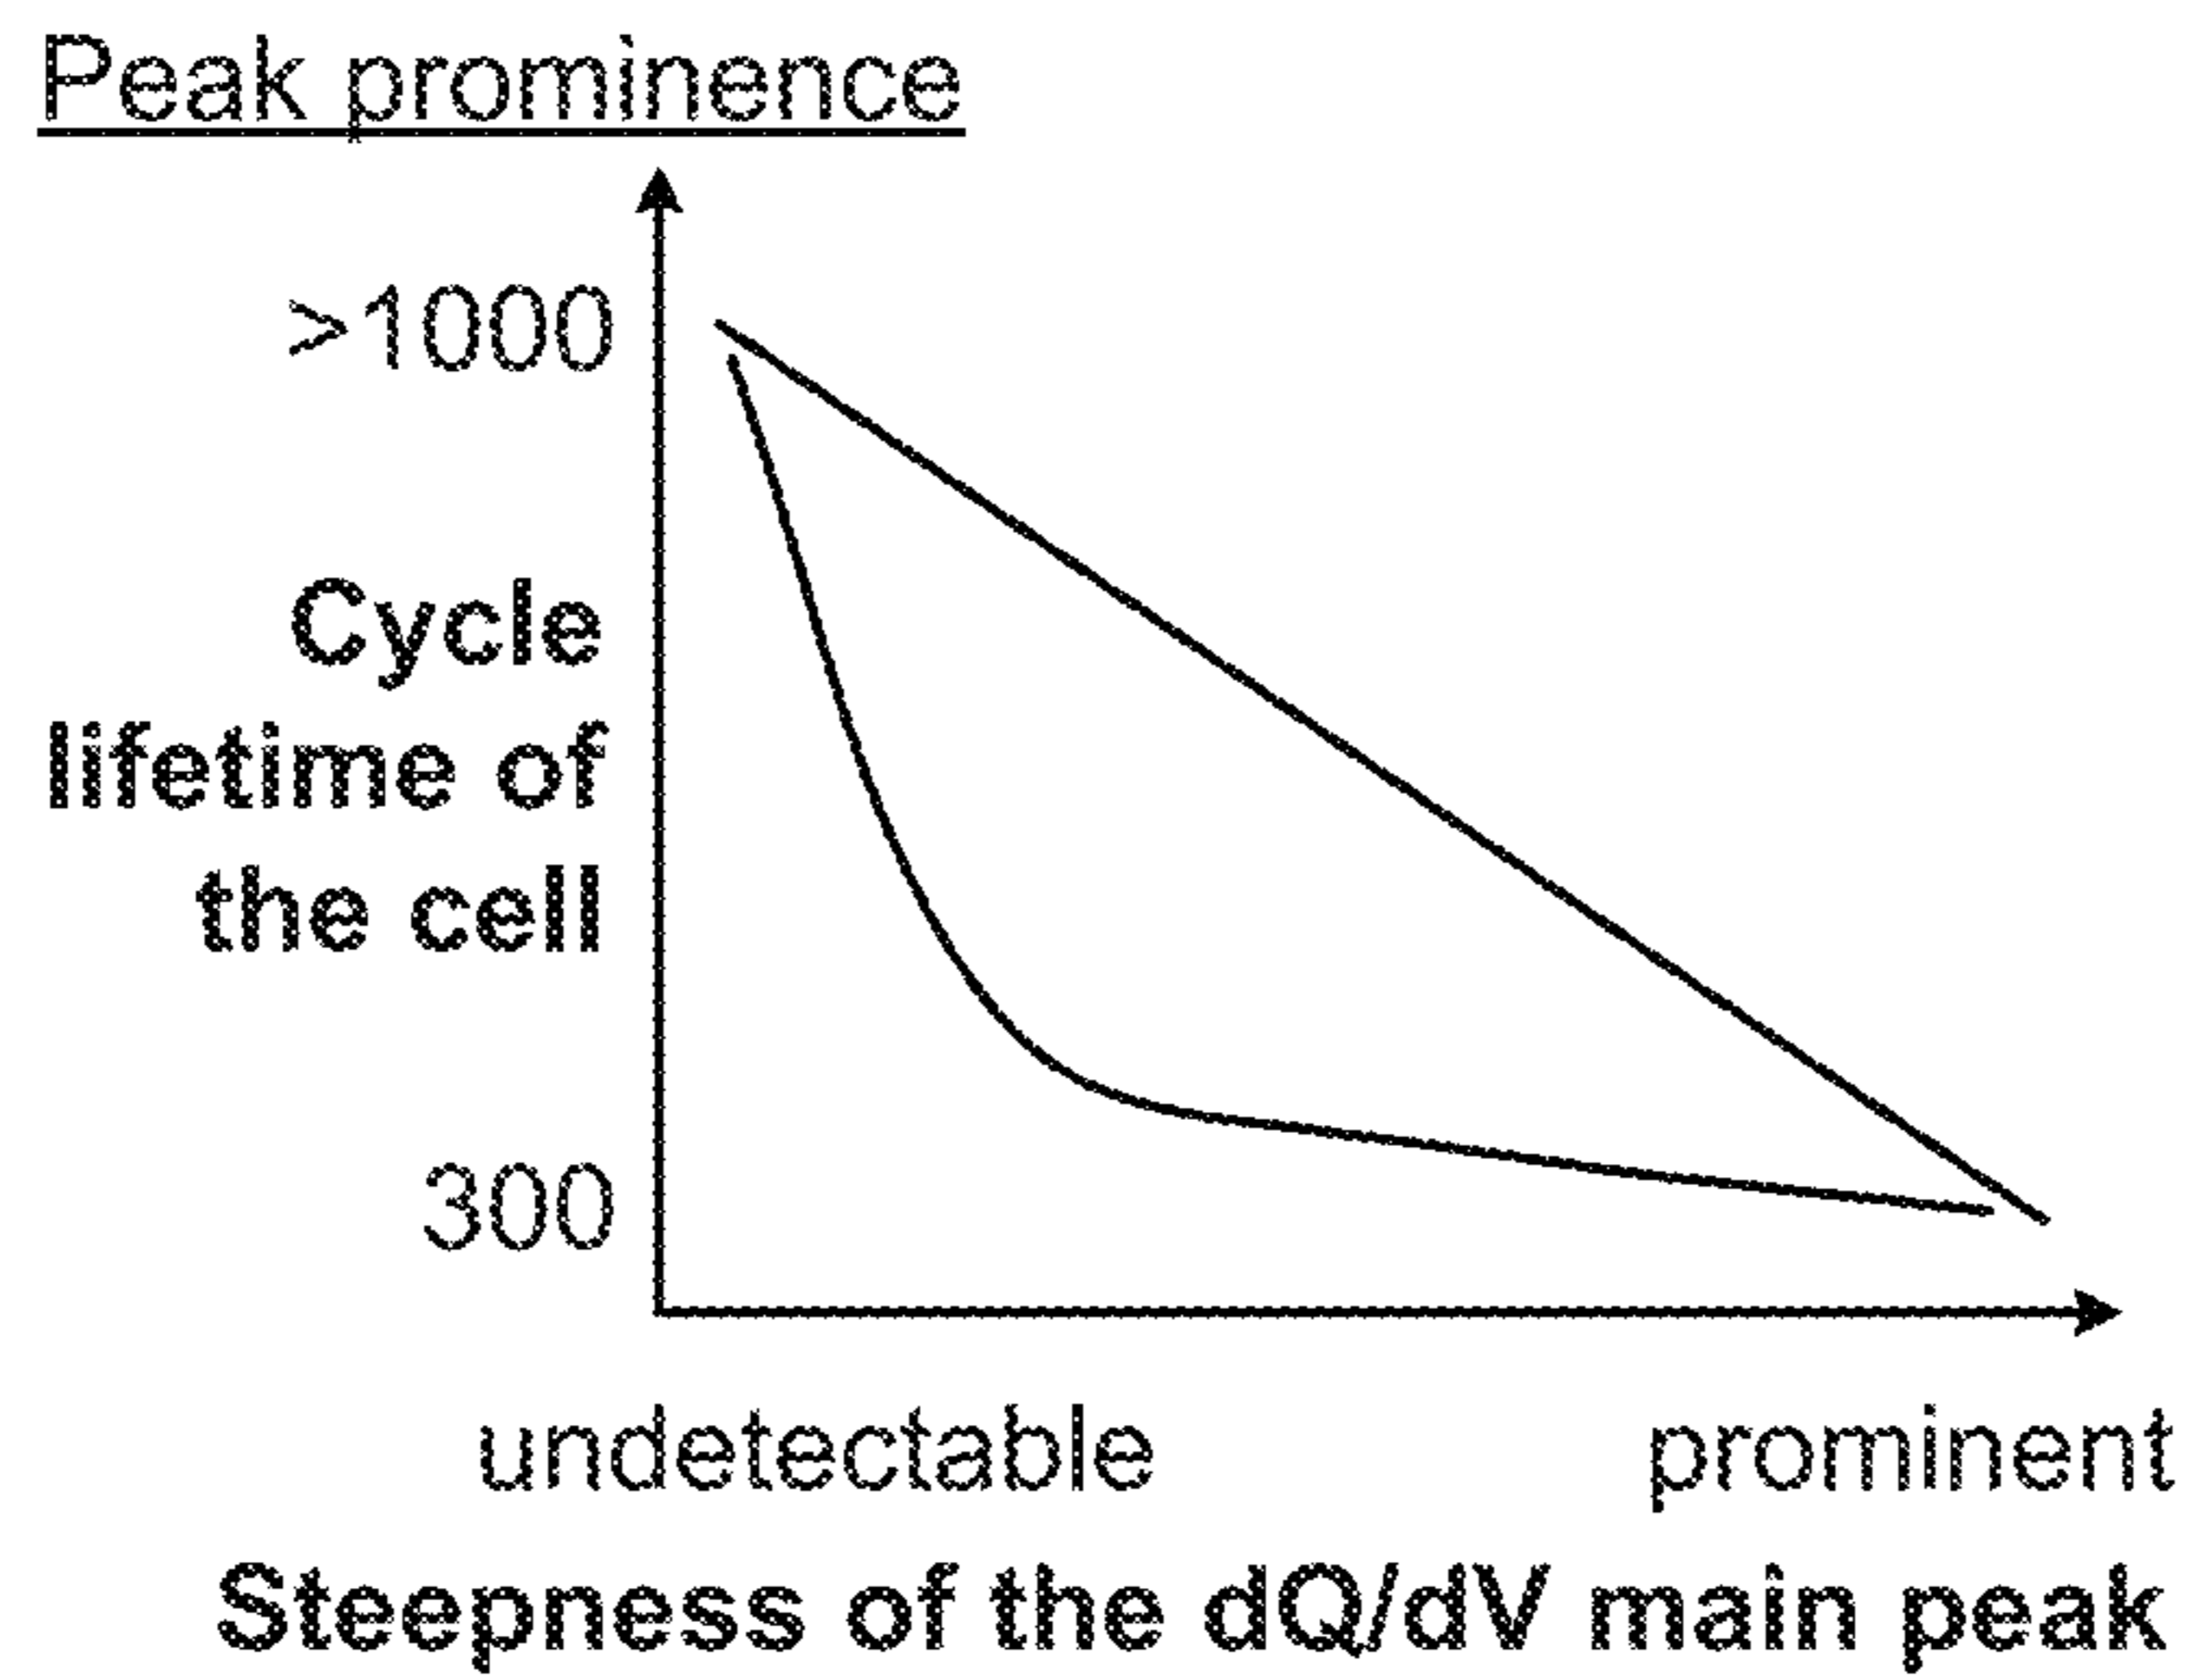 Peak prominence
>1000
Cycle
lifetime of
the cell
300
undetectable prominent
Steepness of the dQ/dV main peak